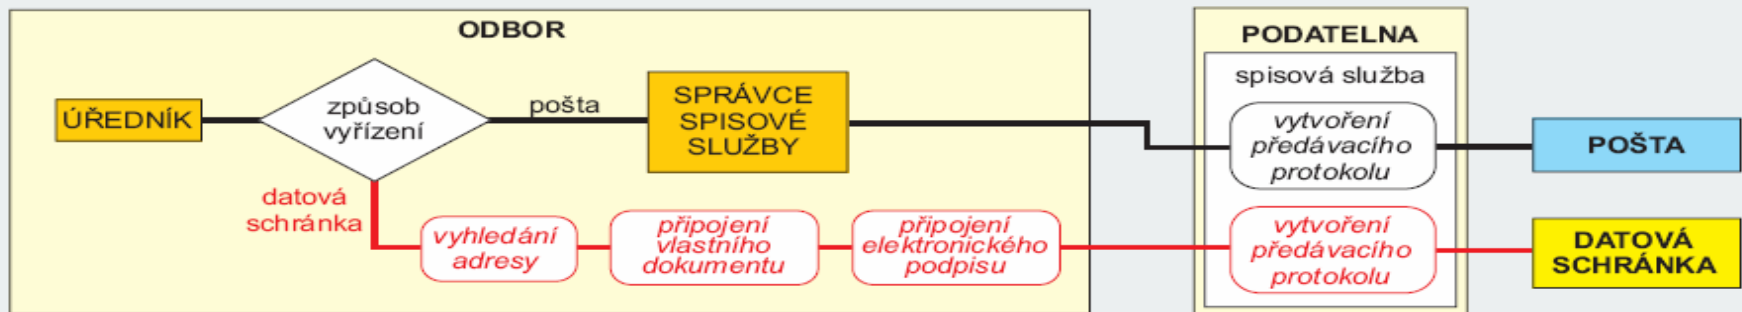 ODBOR
ÚŘEDNÍK
způsob
vyřízení
pošta
SPRÁVCE
SPISOVÉ
SLUŽBY
datová
schránka
vyhledání
adresy
připojení
vlastního
dokumentu
připojení
elektronického
podpisu
PODATELNA
spisová služba
vytvoření
předávacího
protokolu
vytvoření
předávacího
protokolu
POŠTA
DATOVÁ
SCHRÁNKA